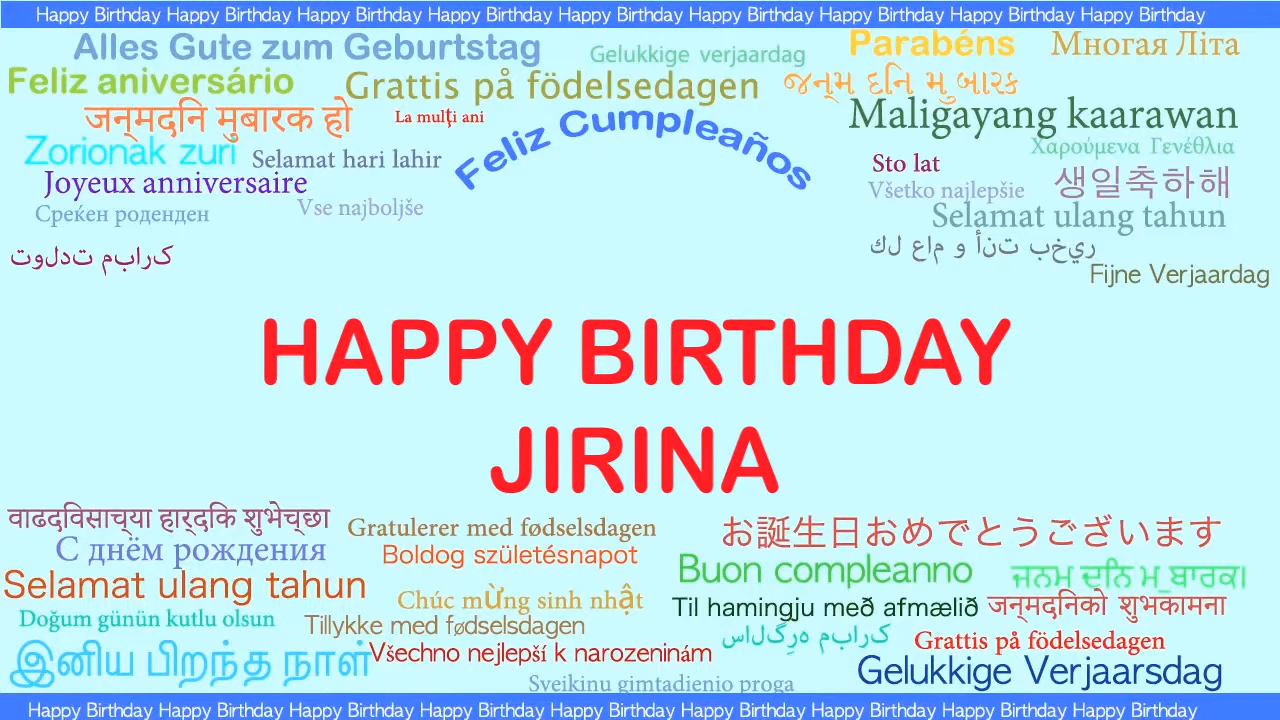 Happy Birthday Happy Birthday Happy Birthday Happy Birthday Happy Birthday Happy Birthday Happy Birthday Happy Birthday Happy Birthday
Alles Gute zum Geburtstag
Gelukkige verjaardag
Parabéns
Многая Літа
Feliz aniversário
Grattis på födelsedagen
જન્મ દનિ મુબારક
जन्मदनि मुबारक हो
La mulţi ani
Feliz Cumpleaños
Maligayang kaarawan
Zorionak zuri
Selamat hari lahir
Sto lat
Χαρούμενα Γενέθλια
Joyeux anniversaire
Všetko najlepšie
생일축하해
Среќен роденден
Vse najboljše
Selamat ulang tahun
تولدت مبارک
كل عام و أنت بخير
Fijne Verjaardag
HAPPY BIRTHDAY
JIRINA
वाढदविसाच्या हार्दकि शुभेच्छा
Gratulerer med fødselsdagen
お誕生日おめでとうございます
С днём рождения
Boldog születésnapot
Buon compleanno
ਜਨਮ ਦਨਿ ਮੁਬਾਰਕ।
Selamat ulang tahun
Chúc mừng sinh nhật
Til hamingju með afmælið
जन्मदनिको शुभकामना
Doğum günün kutlu olsun
Tillykke med fødselsdagen
سالگرہ مبارک
Grattis på födelsedagen
இனிய பிறந்த நாள்
Všechno nejlepší k narozeninám
Gelukkige Verjaarsdag
Sveikinu gimtadienio proga
Happy Birthday Happy Birthday Happy Birthday Happy Birthday Happy Birthday Happy Birthday Happy Birthday Happy Birthday Happy Birthday